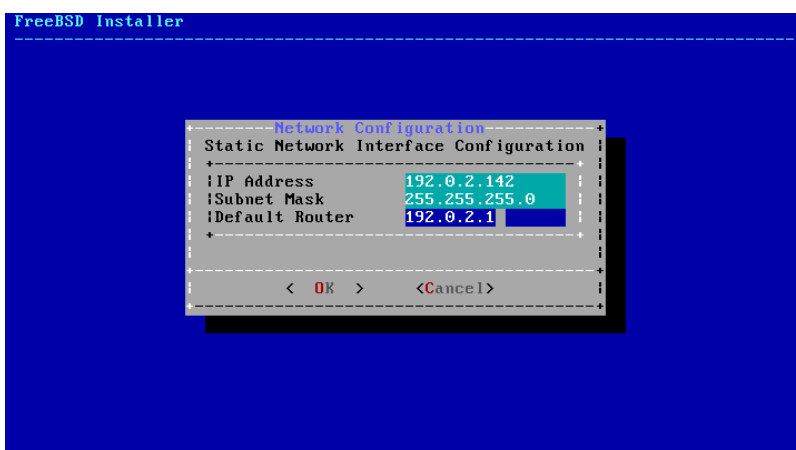 FreeBSD Installer
Network Configuration
Static Network Interface Configuration
IP Address 192.0.2.142
Subnet Mask 255.255.255.0
Default Router 192.0.2.1
< OK > <Cancel>